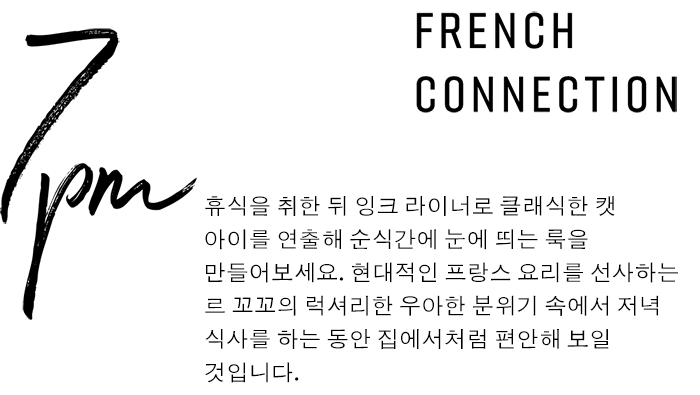 7pm
FRENCH
CONNECTION
휴식을 취한 뒤 잉크 라이너로 클래식한 캣
아이를 연출해 순식간에 눈에 띄는 룩을
만들어보세요. 현대적인 프랑스 요리를 선사하는
르 꼬꼬의 럭셔리한 우아한 분위기 속에서 저녁
식사를 하는 동안 집에서처럼 편안해 보일
것입니다.